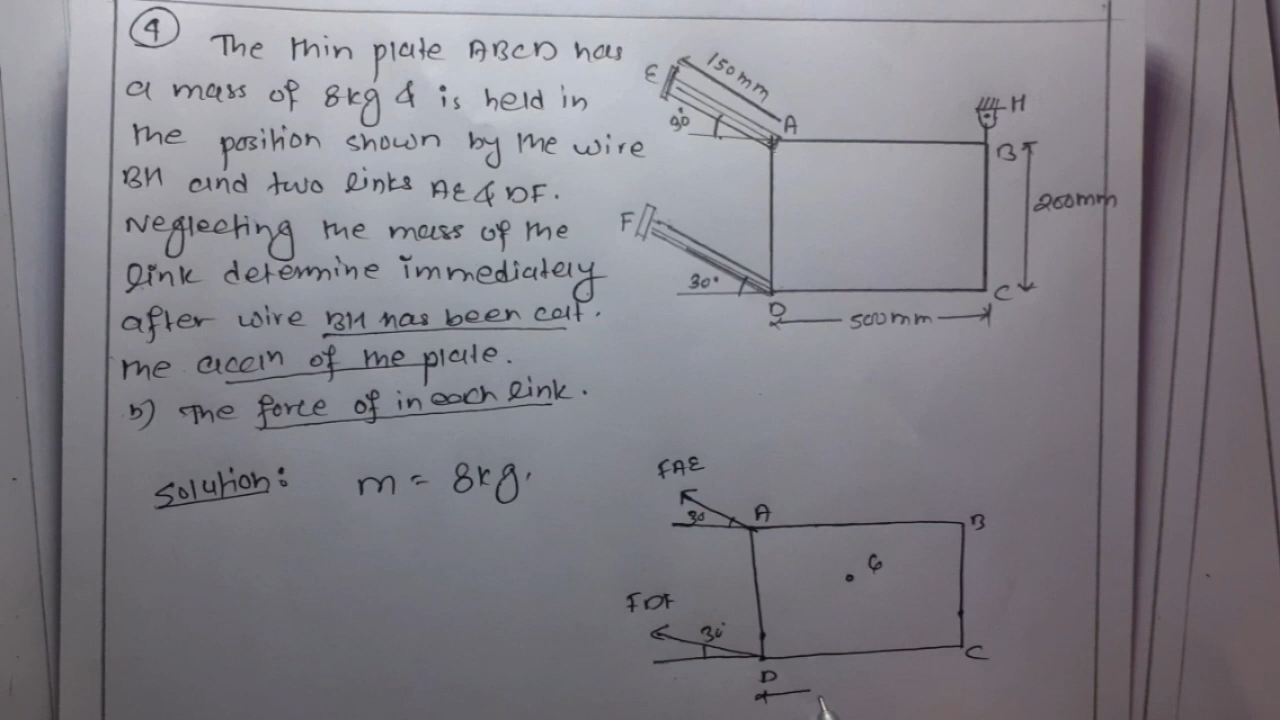 4
The thin plate ABCD has
a mass of 8kg & is held in
the position shown by the wire
BH and two links AE & DF.
Neglecting the mass of the
link determine immediately
after wire BH has been cut.
the accln of the plate.
b) The force of in each link.
Solution: m = 8kg.
E 150mm
30°
A
H
B
200mm
F
30°
D
C
500mm
FAE
30
A
B
G
FDF
30°
D
C